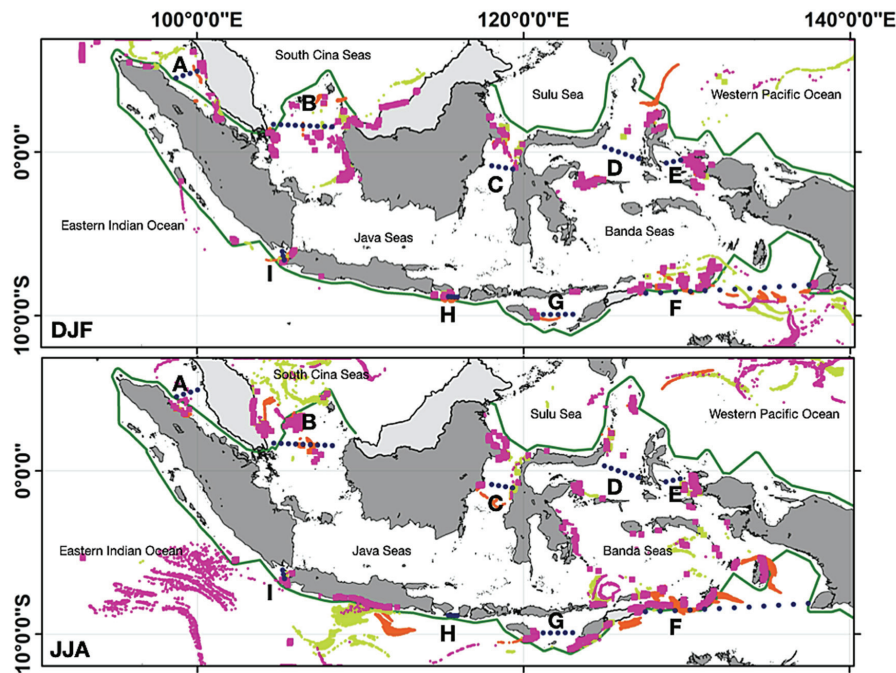 100°0'0"E 120°0'0"E 140°0'0"E
South Cina Seas
A
B
Sulu Sea
Western Pacific Ocean
0°0'0"
C
D
E
Eastern Indian Ocean
Java Seas
Banda Seas
I
H
G
F
10°0'0"S
DJF
South Cina Seas
A
B
Sulu Sea
Western Pacific Ocean
0°0'0"
C
D
E
Eastern Indian Ocean
Java Seas
Banda Seas
I
H
G
F
10°0'0"S
JJA